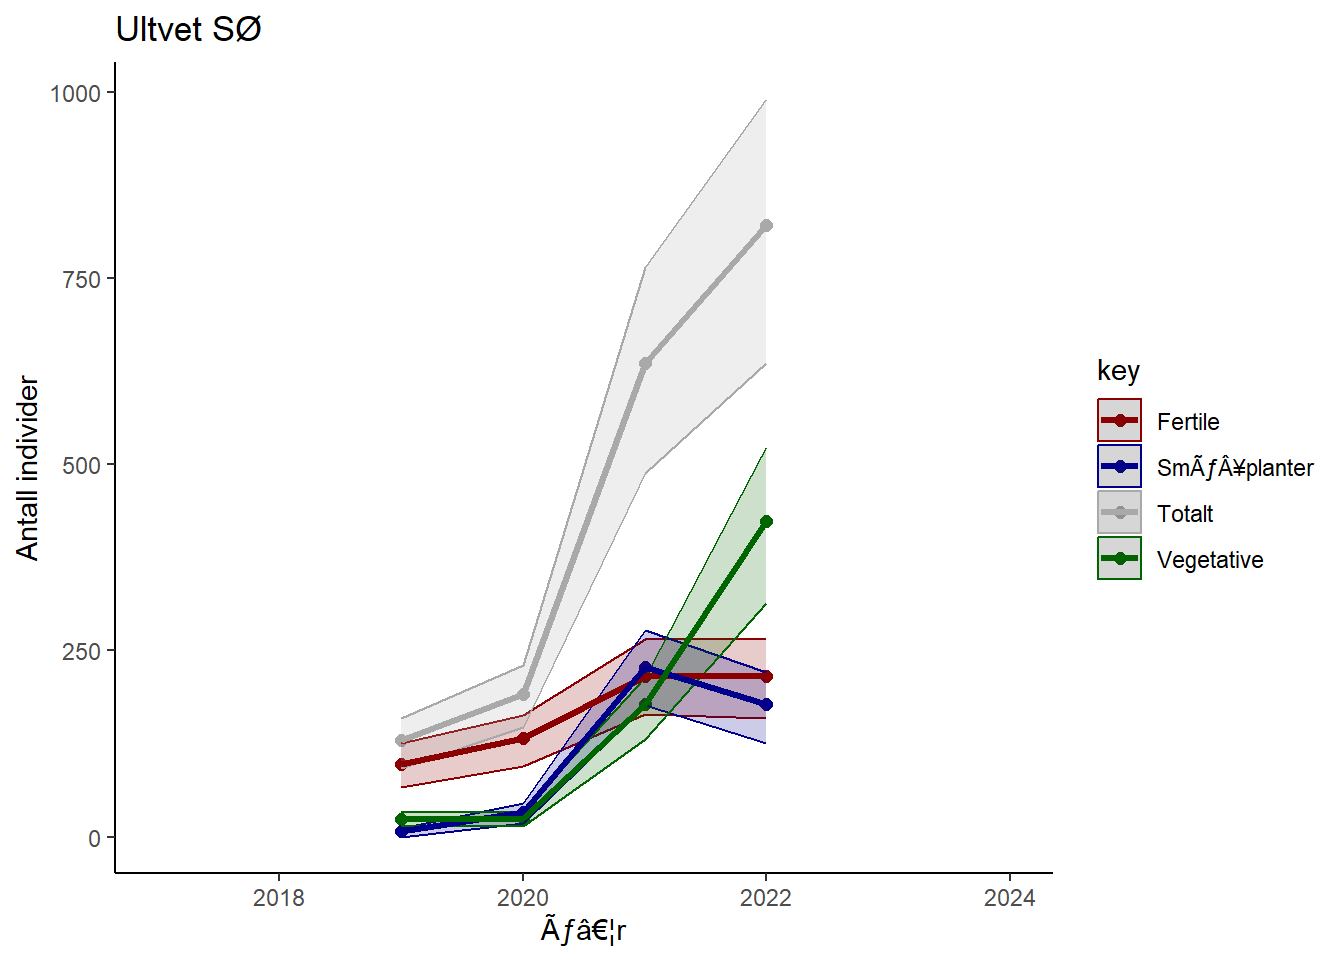 Ultvet SØ
Antall individer
1000
750
500
250
0
2018
2020
2022
2024
Ãƒâ€¦r
key
Fertile
SmÃƒÂ¥planter
Totalt
Vegetative